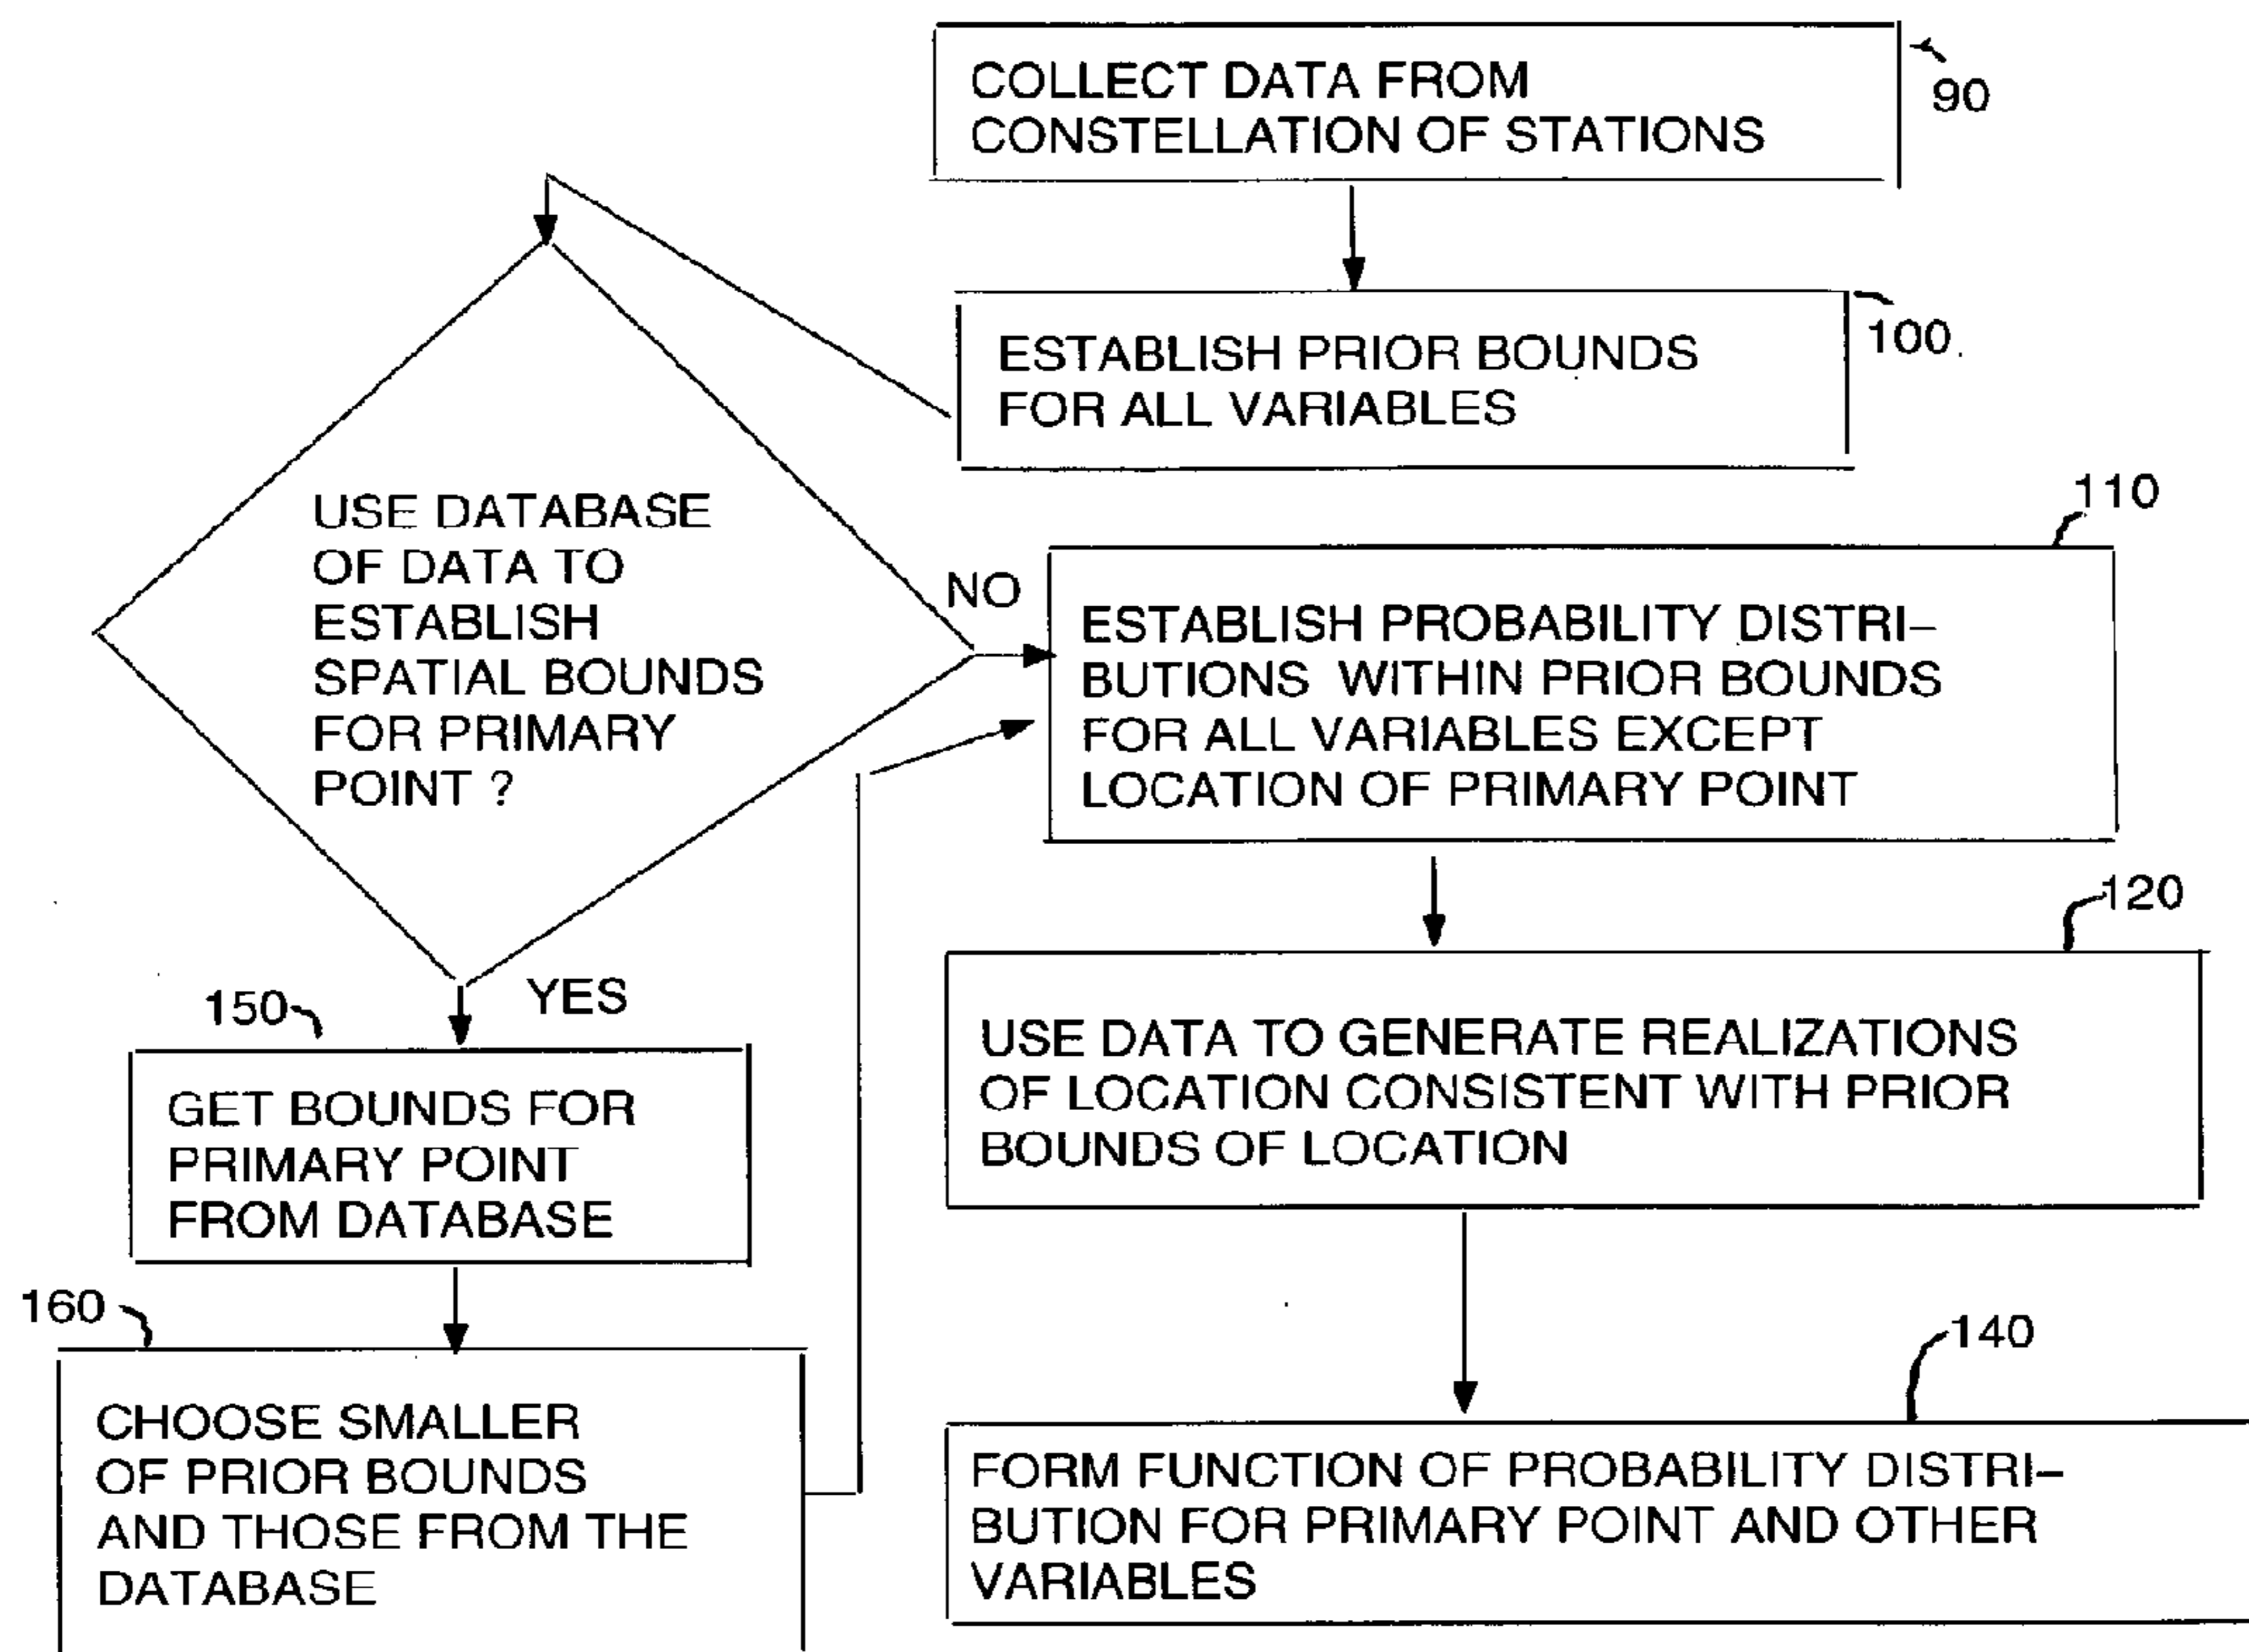 COLLECT DATA FROM
CONSTELLATION OF STATIONS
90
ESTABLISH PRIOR BOUNDS
FOR ALL VARIABLES
100
USE DATABASE
OF DATA TO
ESTABLISH
SPATIAL BOUNDS
FOR PRIMARY
POINT ?
NO
YES
110
ESTABLISH PROBABILITY DISTRI–
BUTIONS WITHIN PRIOR BOUNDS
FOR ALL VARIABLES EXCEPT
LOCATION OF PRIMARY POINT
120
USE DATA TO GENERATE REALIZATIONS
OF LOCATION CONSISTENT WITH PRIOR
BOUNDS OF LOCATION
150
GET BOUNDS FOR
PRIMARY POINT
FROM DATABASE
160
CHOOSE SMALLER
OF PRIOR BOUNDS
AND THOSE FROM THE
DATABASE
140
FORM FUNCTION OF PROBABILITY DISTRI–
BUTION FOR PRIMARY POINT AND OTHER
VARIABLES